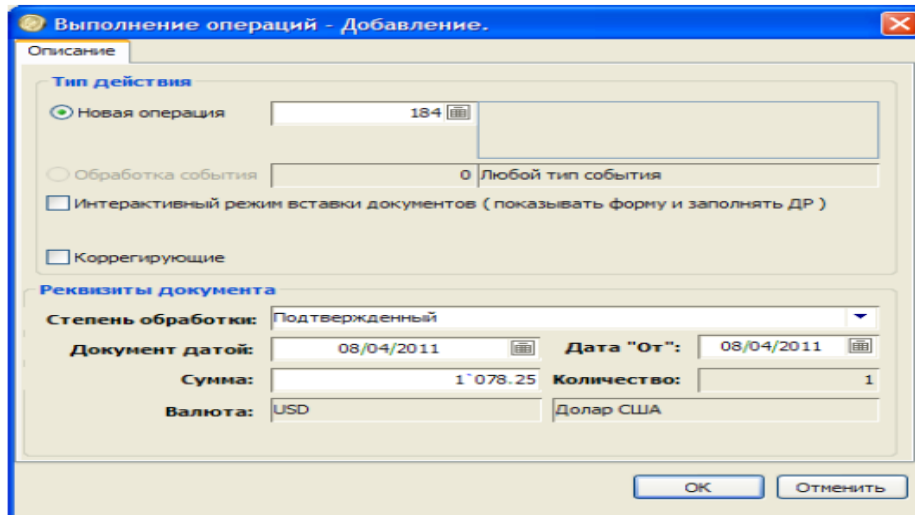 Выполнение операций - Добавление.
Описание
Тип действия
Новая операция 184
Обработка события 0 Любой тип события
Интерактивный режим вставки документов ( показывать форму и заполнять ДР )
Коррегирующие
Реквизиты документа
Степень обработки: Подтвержденный
Документ датой: 08/04/2011 Дата "От": 08/04/2011
Сумма: 1`078.25 Количество: 1
Валюта: USD Долар США
OK Отменить